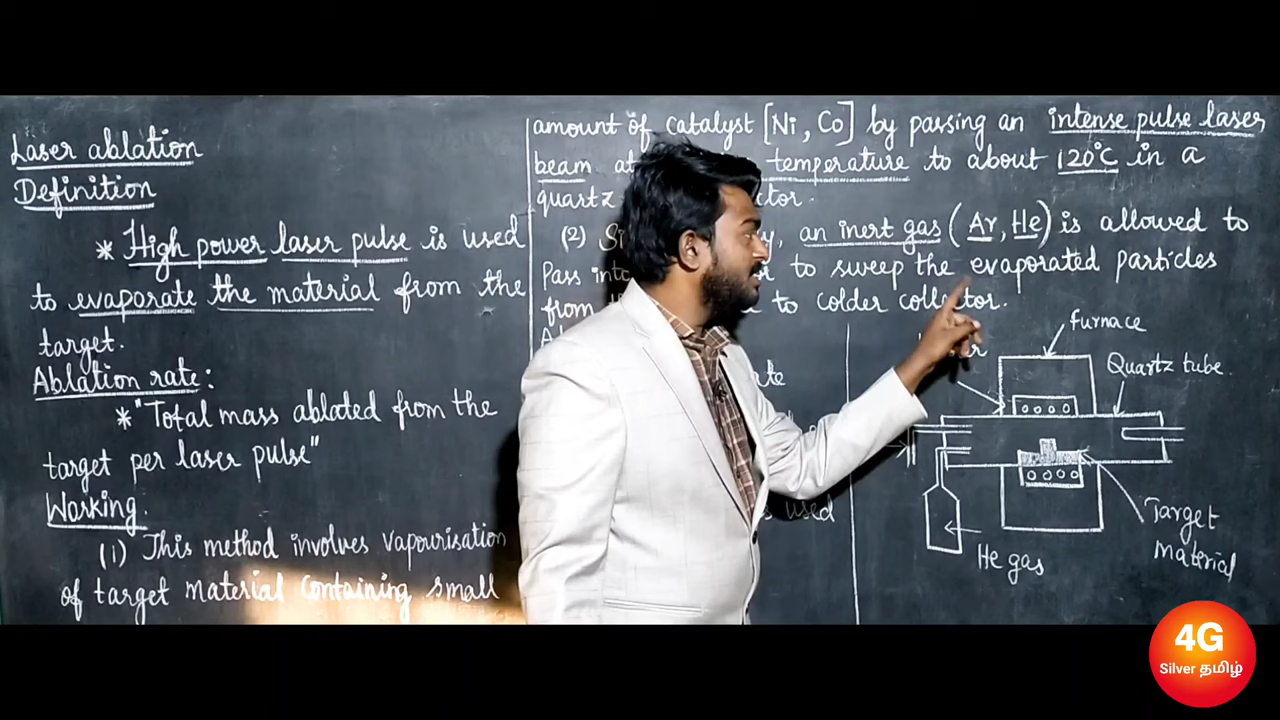 Laser ablation
Definition
* High power laser pulse is used
to evaporate the material from the
target.
Ablation rate:
* "Total mass ablated from the
target per laser pulse"
Working.
(1) This method involves vapourisation
of target material containing small
amount of catalyst [Ni, Co] by passing an intense pulse laser
beam at temperature to about 120°C in a
quartz
(2) an inert gas (Ar, He) is allowed to
Pass to sweep the evaporated particles
from to colder collector.
used
furnace
Quartz tube.
Target
material
He gas
4G
Silver தமிழ்